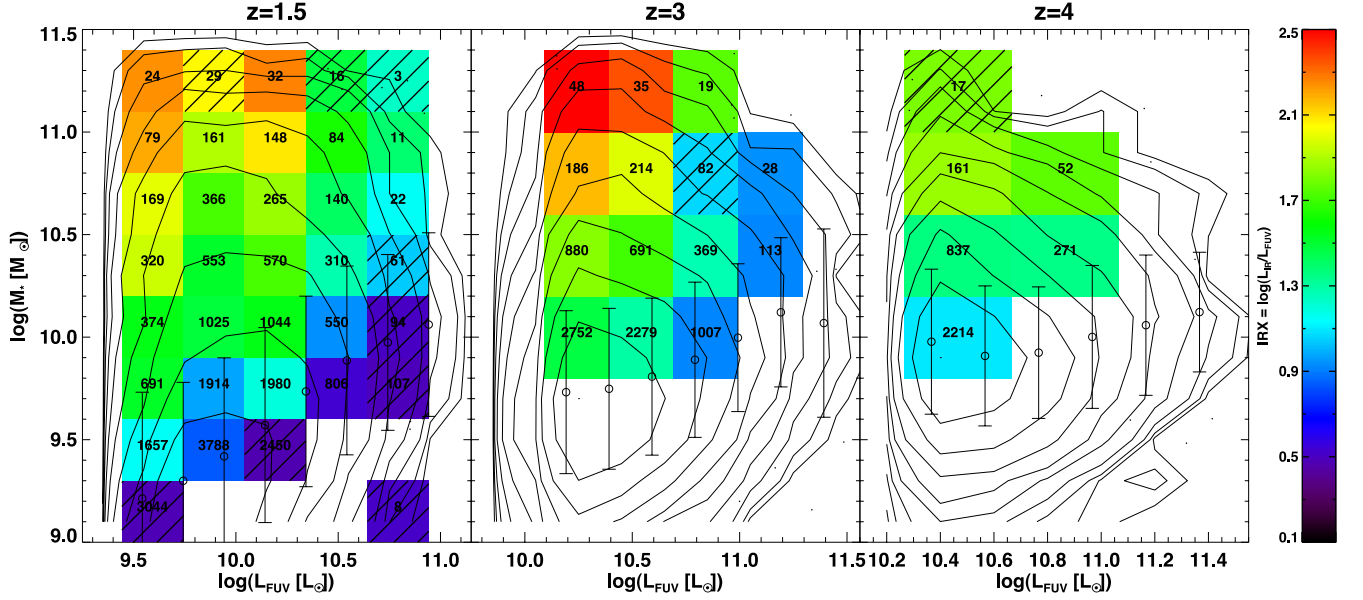 z=1.5 z=3 z=4
11.5
11.0
10.5
10.0
9.5
9.0
log(M* [M⊙])
24 29 32 16 3
79 161 148 84 11
169 366 265 140 22
320 553 570 310 61
374 1025 1044 550 94
691 1914 1980 806 107
1657 3788 2480
3044 8
9.5 10.0 10.5 11.0
log(LFUV [L⊙])
48 35 19
186 214 82 28
880 691 369 113
2752 2279 1007
10.0 10.5 11.0 11.5
log(LFUV [L⊙])
17
161 52
837 271
2214
10.2 10.4 10.6 10.8 11.0 11.2 11.4
log(LFUV [L⊙])
2.5
2.1
1.7
1.3
0.9
0.5
0.1
IRX = log(LIR/LFUV)